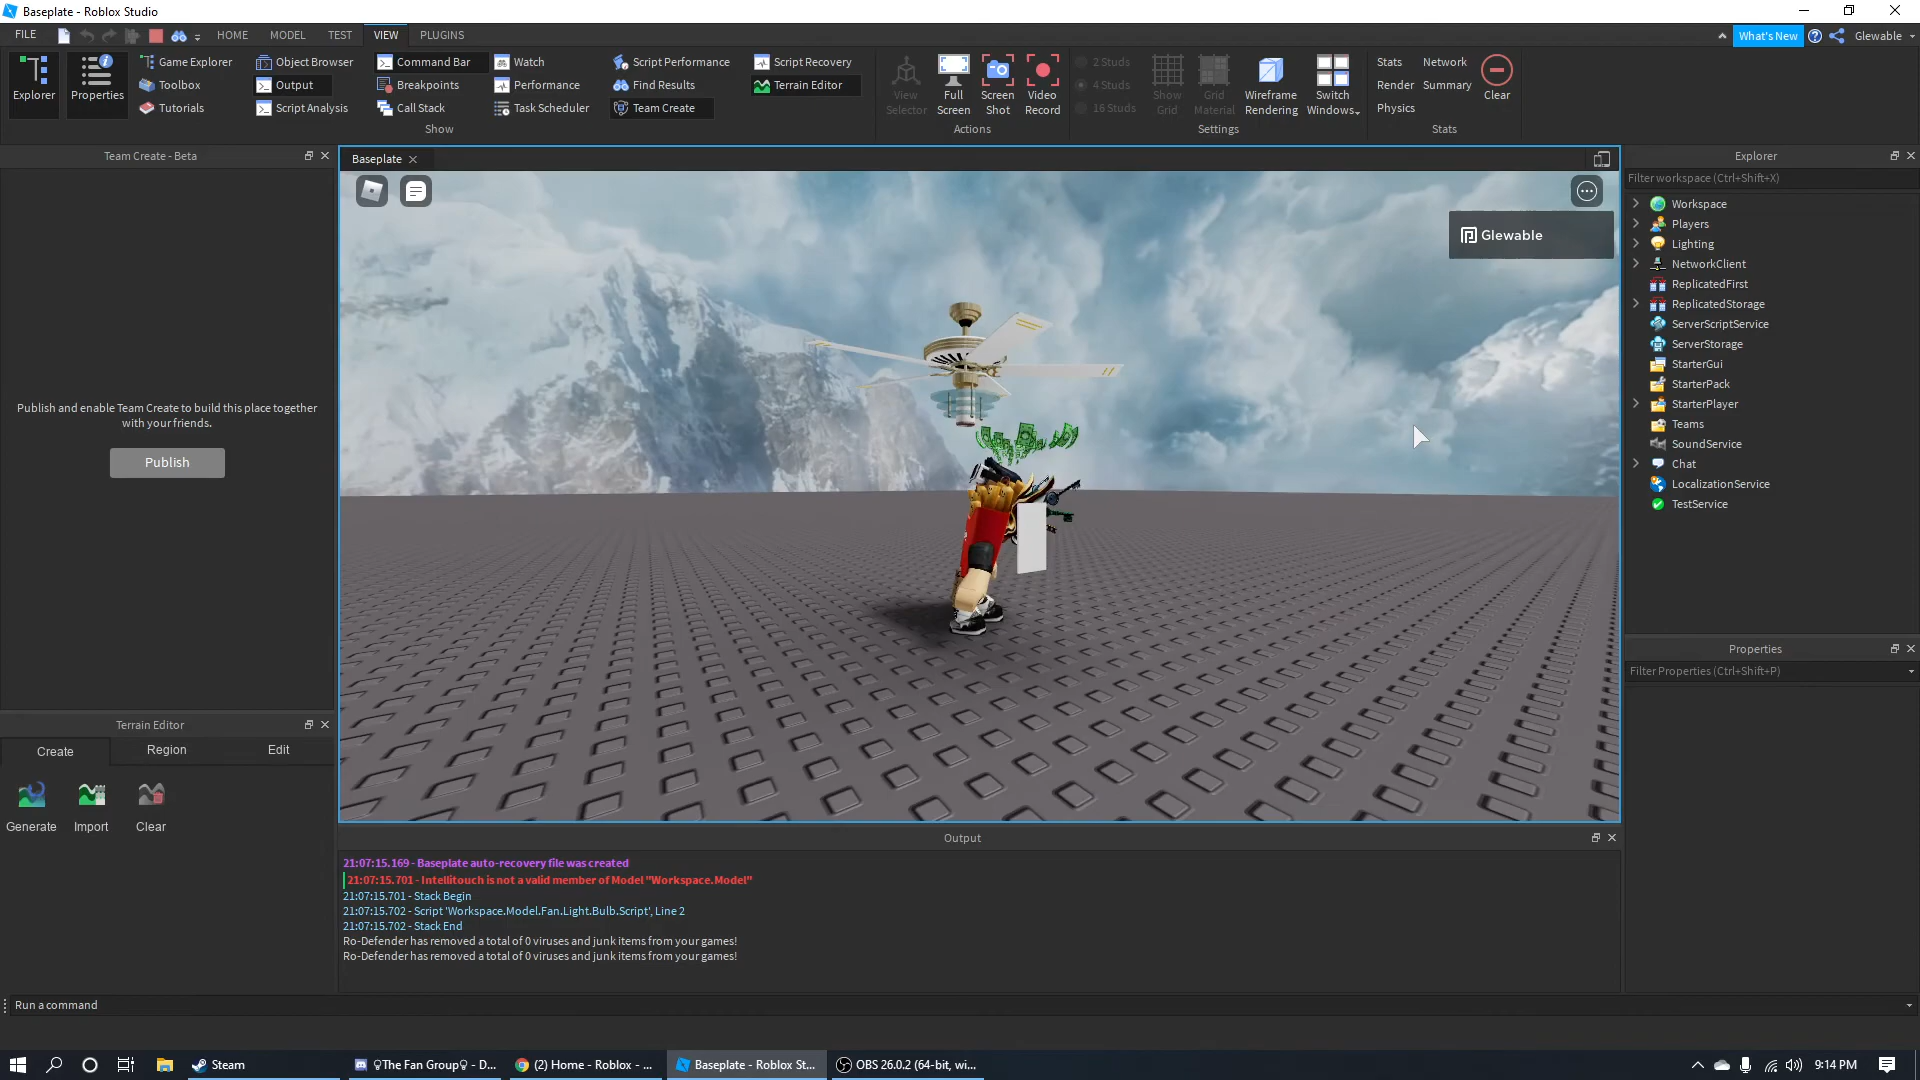 Baseplate - Roblox Studio
FILE
HOME
MODEL
TEST
VIEW
PLUGINS
What's New
Glewable
Explorer
Properties
Game Explorer
Toolbox
Tutorials
Object Browser
Output
Script Analysis
Command Bar
Breakpoints
Call Stack
Watch
Performance
Task Scheduler
Script Performance
Find Results
Team Create
Script Recovery
Terrain Editor
Show
View
Selector
Full
Screen
Screen
Shot
Video
Record
Actions
2 Studs
4 Studs
16 Studs
Show
Grid
Grid
Material
Wireframe
Rendering
Switch
Windows
Settings
Stats
Render
Physics
Network
Summary
Clear
Stats
Team Create - Beta
Publish and enable Team Create to build this place together
with your friends.
Publish
Terrain Editor
Create
Region
Edit
Generate
Import
Clear
Baseplate
Glewable
Explorer
Filter workspace (Ctrl+Shift+X)
Workspace
Players
Lighting
NetworkClient
ReplicatedFirst
ReplicatedStorage
ServerScriptService
ServerStorage
StarterGui
StarterPack
StarterPlayer
Teams
SoundService
Chat
LocalizationService
TestService
Properties
Filter Properties (Ctrl+Shift+P)
Output
21:07:15.169 - Baseplate auto-recovery file was created
21:07:15.701 - Intellitouch is not a valid member of Model "Workspace.Model"
21:07:15.701 - Stack Begin
21:07:15.702 - Script 'Workspace.Model.Fan.Light.Bulb.Script', Line 2
21:07:15.702 - Stack End
Ro-Defender has removed a total of 0 viruses and junk items from your games!
Ro-Defender has removed a total of 0 viruses and junk items from your games!
Run a command
Steam
The Fan Group - D...
(2) Home - Roblox - ...
Baseplate - Roblox St...
OBS 26.0.2 (64-bit, wi...
9:14 PM